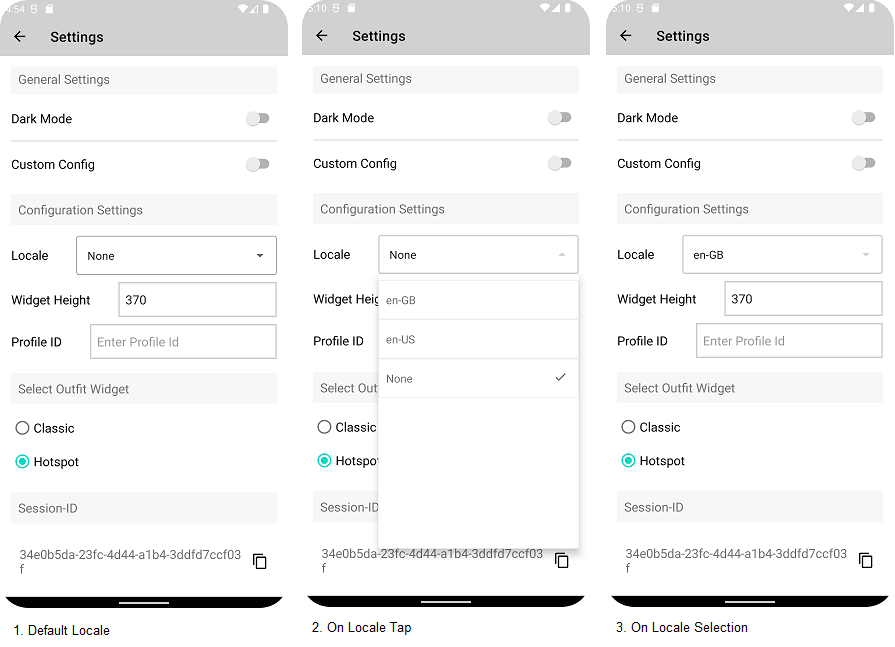 4:54
Settings
General Settings
Dark Mode
Custom Config
Configuration Settings
Locale
None
Widget Height
370
Profile ID
Enter Profile Id
Select Outfit Widget
Classic
Hotspot
Session-ID
34e0b5da-23fc-4d44-a1b4-3ddfd7ccf03
f
1. Default Locale
5:10
Settings
General Settings
Dark Mode
Custom Config
Configuration Settings
Locale
None
Widget Heig
en-GB
Profile ID
en-US
None
Select Out
Classic
Hotspot
Session-ID
34e0b5da-23fc-4d44-a1b4-3ddfd7ccf03
f
2. On Locale Tap
5:10
Settings
General Settings
Dark Mode
Custom Config
Configuration Settings
Locale
en-GB
Widget Height
370
Profile ID
Enter Profile Id
Select Outfit Widget
Classic
Hotspot
Session-ID
34e0b5da-23fc-4d44-a1b4-3ddfd7ccf03
f
3. On Locale Selection